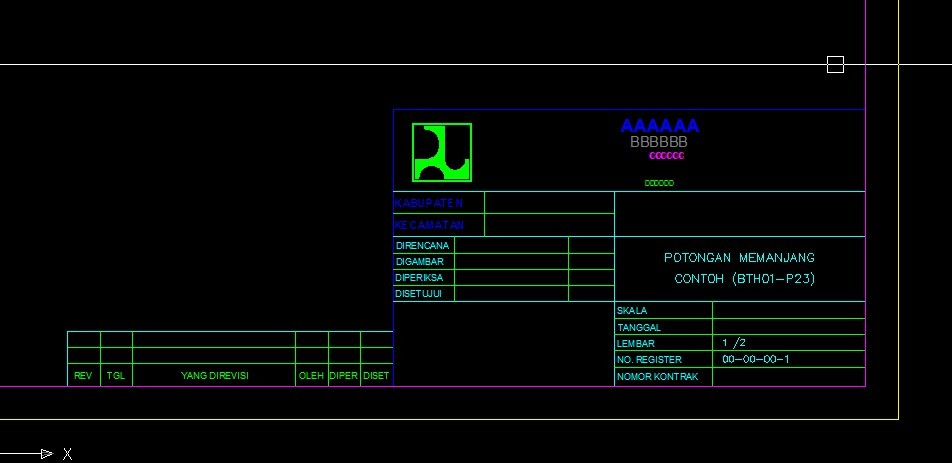 AAAAAA
BBBBBB
CCCCCC
DDDDDD
KABUPATEN
KECAMATAN
DIRENCANA
DIGAMBAR
DIPERIKSA
DISETUJUI
POTONGAN MEMANJANG
CONTOH (BTH01-P23)
SKALA
TANGGAL
LEMBAR 1 /2
NO. REGISTER 00-00-00-1
NOMOR KONTRAK
REV TGL YANG DIREVISI OLEH DIPER DISET
X